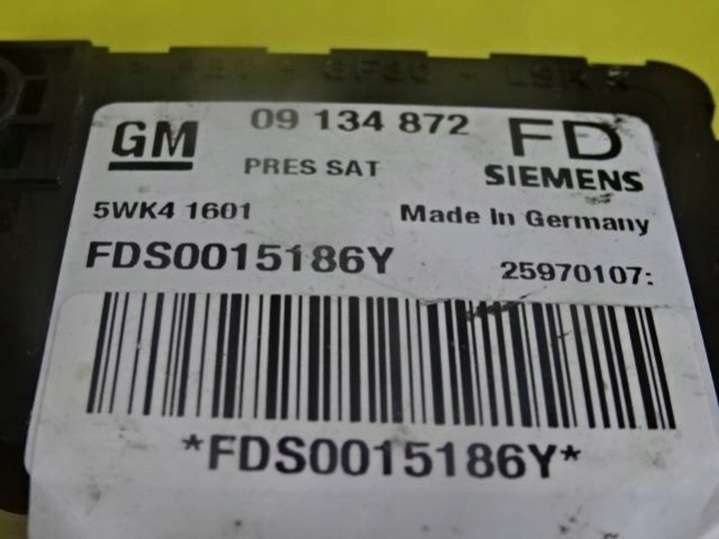 GM 09 134 872 FD
PRES SAT SIEMENS
5WK4 1601 Made In Germany
FDS0015186Y 25970107:
*FDS0015186Y*